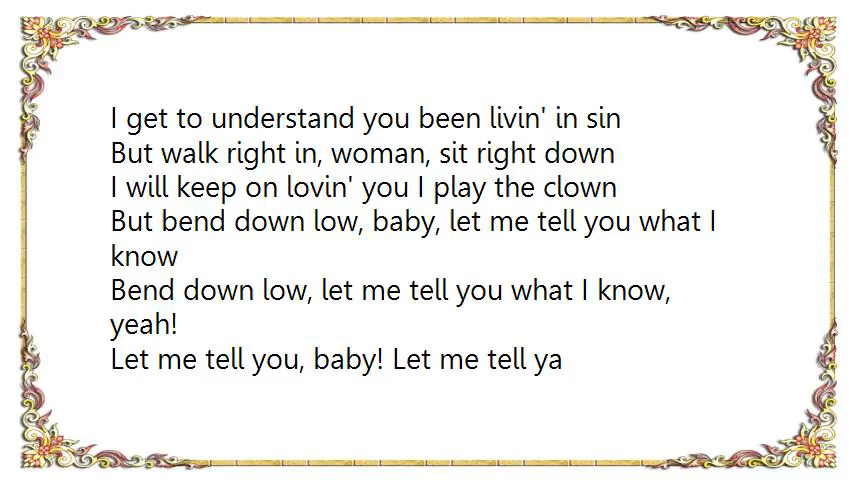 I get to understand you been livin' in sin
But walk right in, woman, sit right down
I will keep on lovin' you I play the clown
But bend down low, baby, let me tell you what I
know
Bend down low, let me tell you what I know,
yeah!
Let me tell you, baby! Let me tell ya